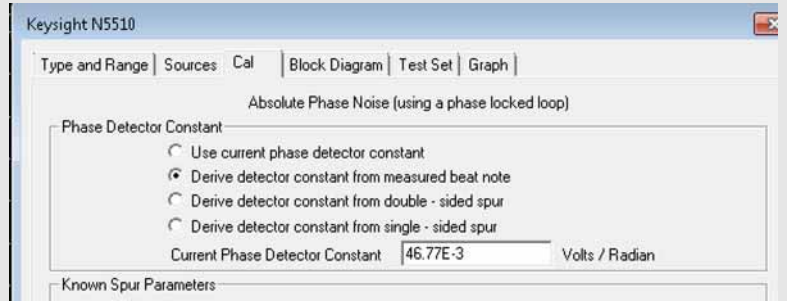 Keysight N5510
Type and Range Sources Cal Block Diagram Test Set Graph
Absolute Phase Noise (using a phase locked loop)
Phase Detector Constant
Use current phase detector constant
Derive detector constant from measured beat note
Derive detector constant from double - sided spur
Derive detector constant from single - sided spur
Current Phase Detector Constant 46.77E-3 Volts / Radian
Known Spur Parameters